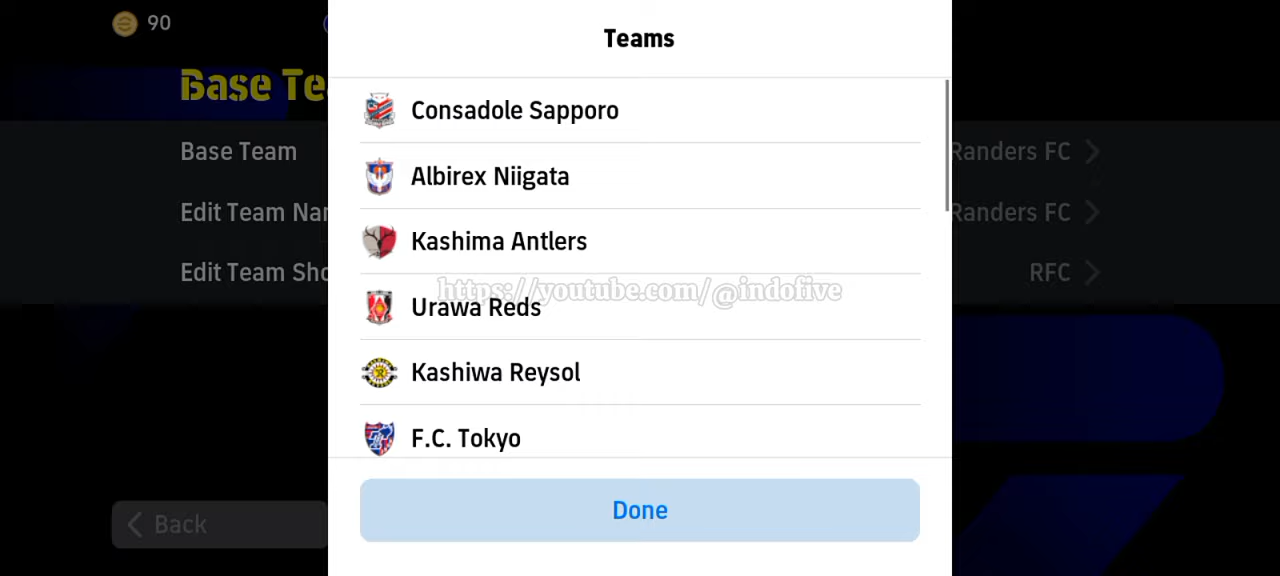 90
Teams
Base Te
Consadole Sapporo
Base Team
Randers FC
Albirex Niigata
Edit Team Nar
Randers FC
Kashima Antlers
Edit Team Sho
RFC
https://youtube.com/@indofive
Urawa Reds
Kashiwa Reysol
F.C. Tokyo
Done
Back